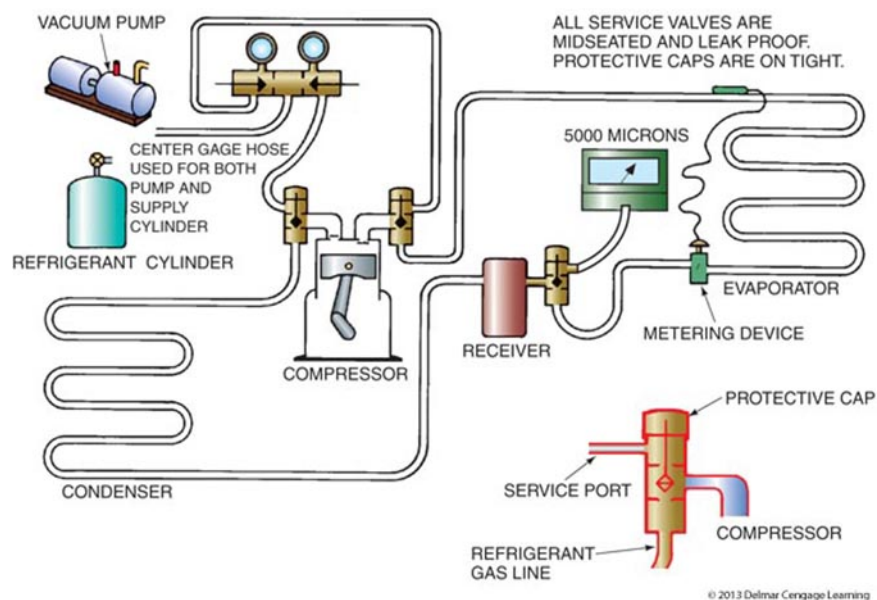 VACUUM PUMP
ALL SERVICE VALVES ARE
MIDSEATED AND LEAK PROOF.
PROTECTIVE CAPS ARE ON TIGHT.
5000 MICRONS
CENTER GAGE HOSE
USED FOR BOTH
PUMP AND
SUPPLY
CYLINDER
REFRIGERANT CYLINDER
EVAPORATOR
METERING DEVICE
RECEIVER
COMPRESSOR
CONDENSER
PROTECTIVE CAP
SERVICE PORT
COMPRESSOR
REFRIGERANT
GAS LINE
© 2013 Delmar Cengage Learning